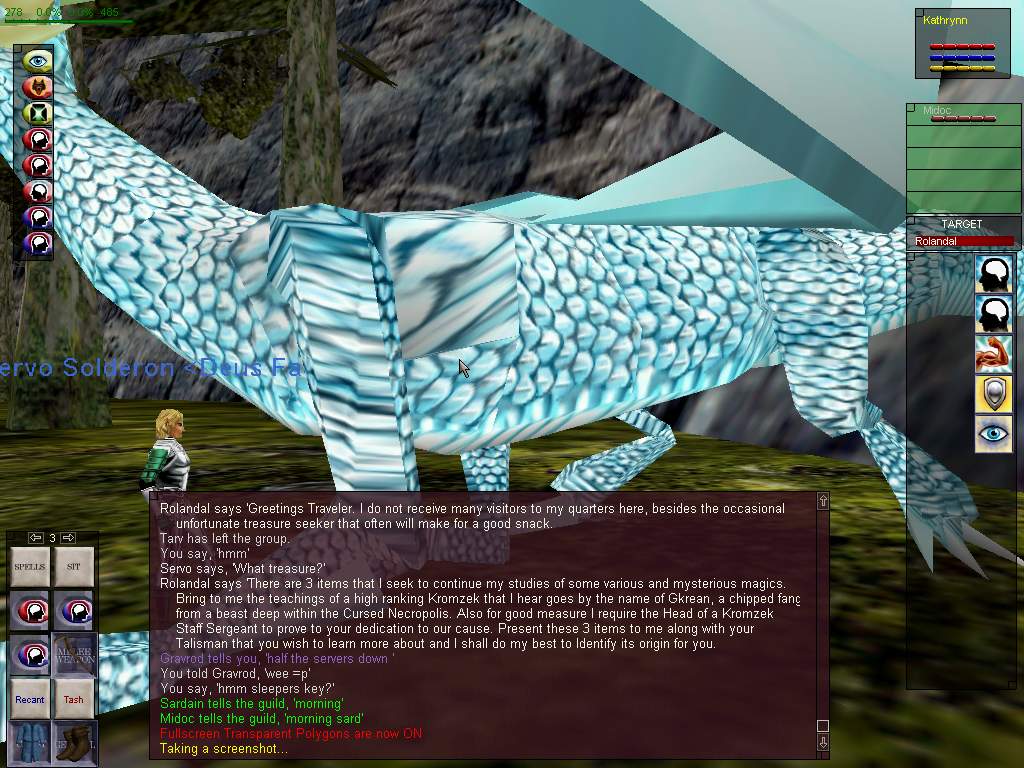 278 0.0% 0.0% 485
Kathrynn
Midoc
TARGET
Rolandal
ervo Solderon <Deus Fa
Rolandal says 'Greetings Traveler. I do not receive many visitors to my quarters here, besides the occasional
unfortunate treasure seeker that often will make for a good snack.
Tarv has left the group.
You say, 'hmm'
Servo says, 'What treasure?'
Rolandal says 'There are 3 items that I seek to continue my studies of some various and mysterious magics.
Bring to me the teachings of a high ranking Kromzek that I hear goes by the name of Gkrean, a chipped fang
from a beast deep within the Cursed Necropolis. Also for good measure I require the Head of a Kromzek
Staff Sergeant to prove to your dedication to our cause. Present these 3 items to me along with your
Talisman that you wish to learn more about and I shall do my best to Identify its origin for you.
Gravrod tells you, 'half the servers down '
You told Gravrod, 'wee =p'
You say, 'hmm sleepers key?'
Sardain tells the guild, 'morning'
Midoc tells the guild, 'morning sard'
Fullscreen Transparent Polygons are now ON
Taking a screenshot...
3
SPELLS
SIT
MELEE
WEAPON
Recant
Tash